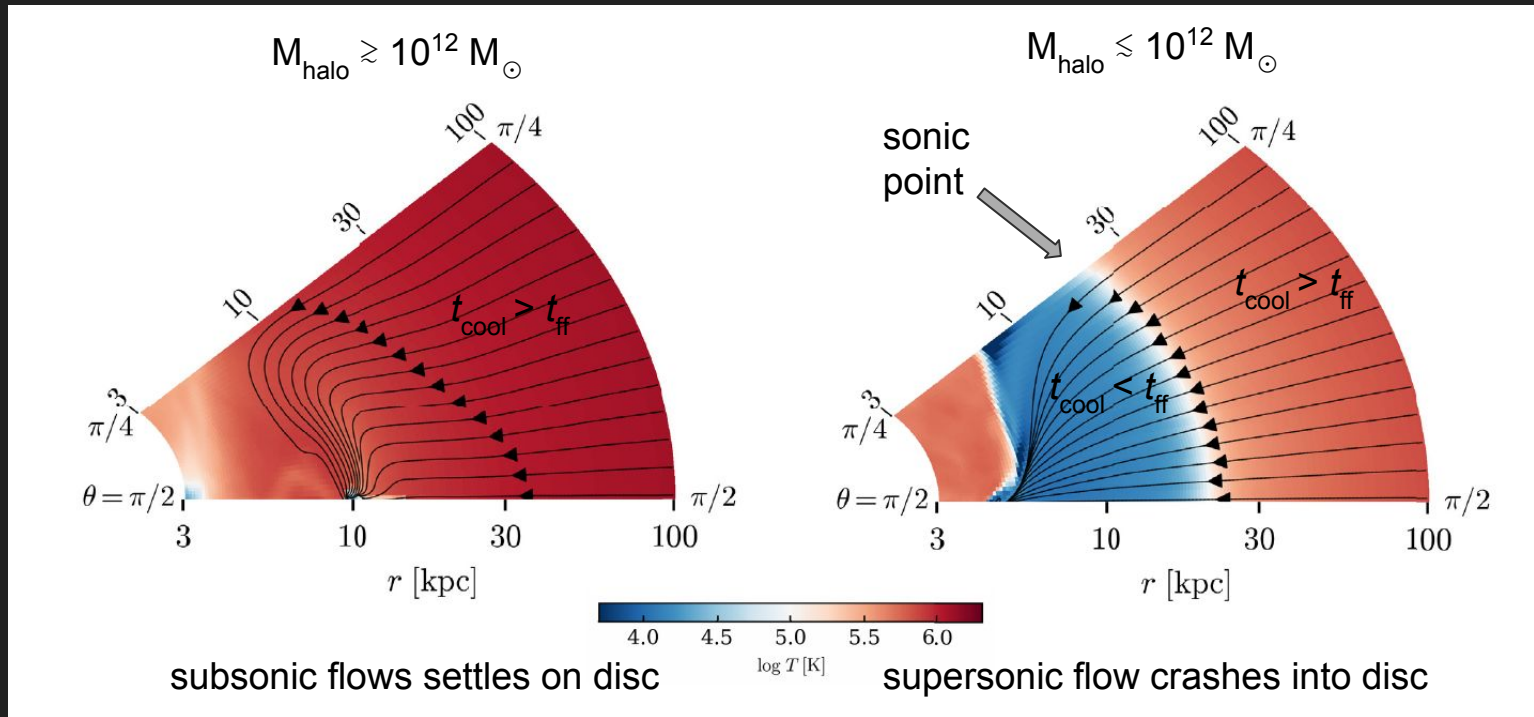 M_halo ≳ 10^12 M_⊙
100 π/4
30
10
3
π/4
t_cool > t_ff
θ = π/2
π/2
3 10 30 100
r [kpc]
subsonic flows settles on disc
M_halo ≲ 10^12 M_⊙
sonic
point
100 π/4
30
10
3
π/4
t_cool > t_ff
t_cool < t_ff
θ = π/2
π/2
3 10 30 100
r [kpc]
supersonic flow crashes into disc
4.0 4.5 5.0 5.5 6.0
log T [K]